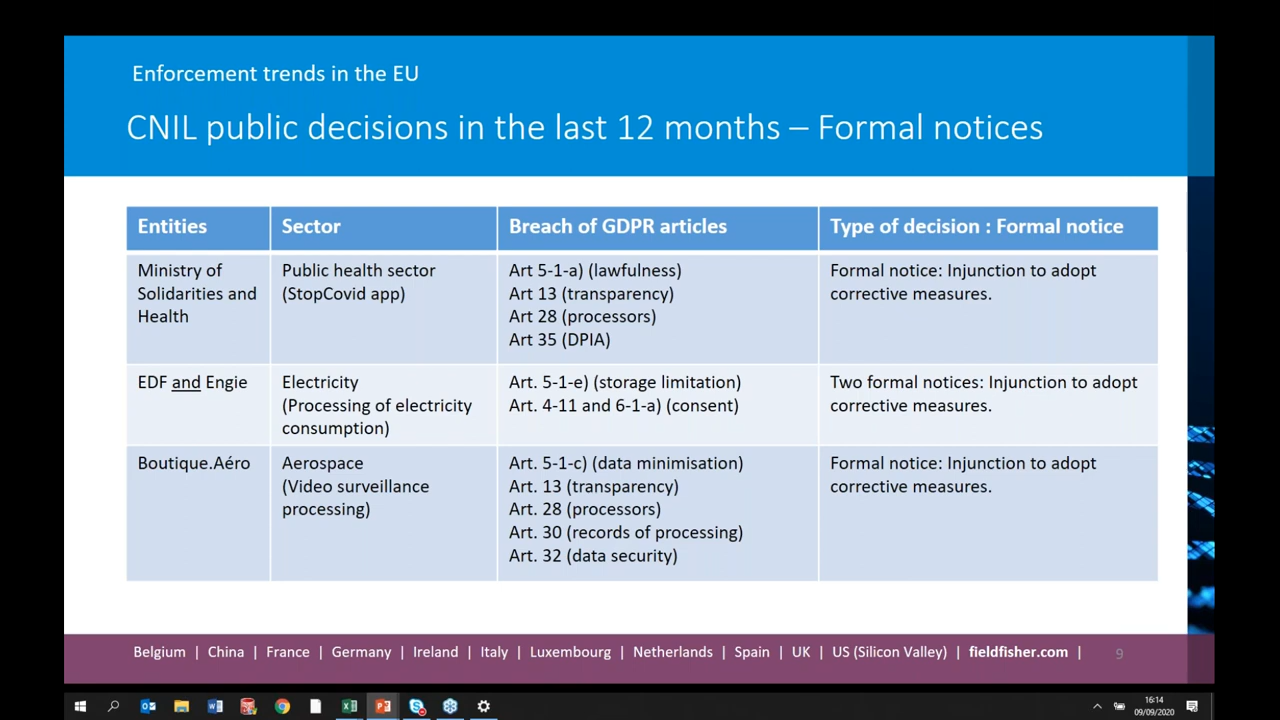 Enforcement trends in the EU
CNIL public decisions in the last 12 months – Formal notices
Entities
Sector
Breach of GDPR articles
Type of decision : Formal notice
Ministry of
Solidarities and
Health
Public health sector
(StopCovid app)
Art 5-1-a) (lawfulness)
Art 13 (transparency)
Art 28 (processors)
Art 35 (DPIA)
Formal notice: Injunction to adopt
corrective measures.
EDF and Engie
Electricity
(Processing of electricity
consumption)
Art. 5-1-e) (storage limitation)
Art. 4-11 and 6-1-a) (consent)
Two formal notices: Injunction to adopt
corrective measures.
Boutique.Aéro
Aerospace
(Video surveillance
processing)
Art. 5-1-c) (data minimisation)
Art. 13 (transparency)
Art. 28 (processors)
Art. 30 (records of processing)
Art. 32 (data security)
Formal notice: Injunction to adopt
corrective measures.
Belgium | China | France | Germany | Ireland | Italy | Luxembourg | Netherlands | Spain | UK | US (Silicon Valley) | fieldfisher.com |
9
16:14
09/09/2020